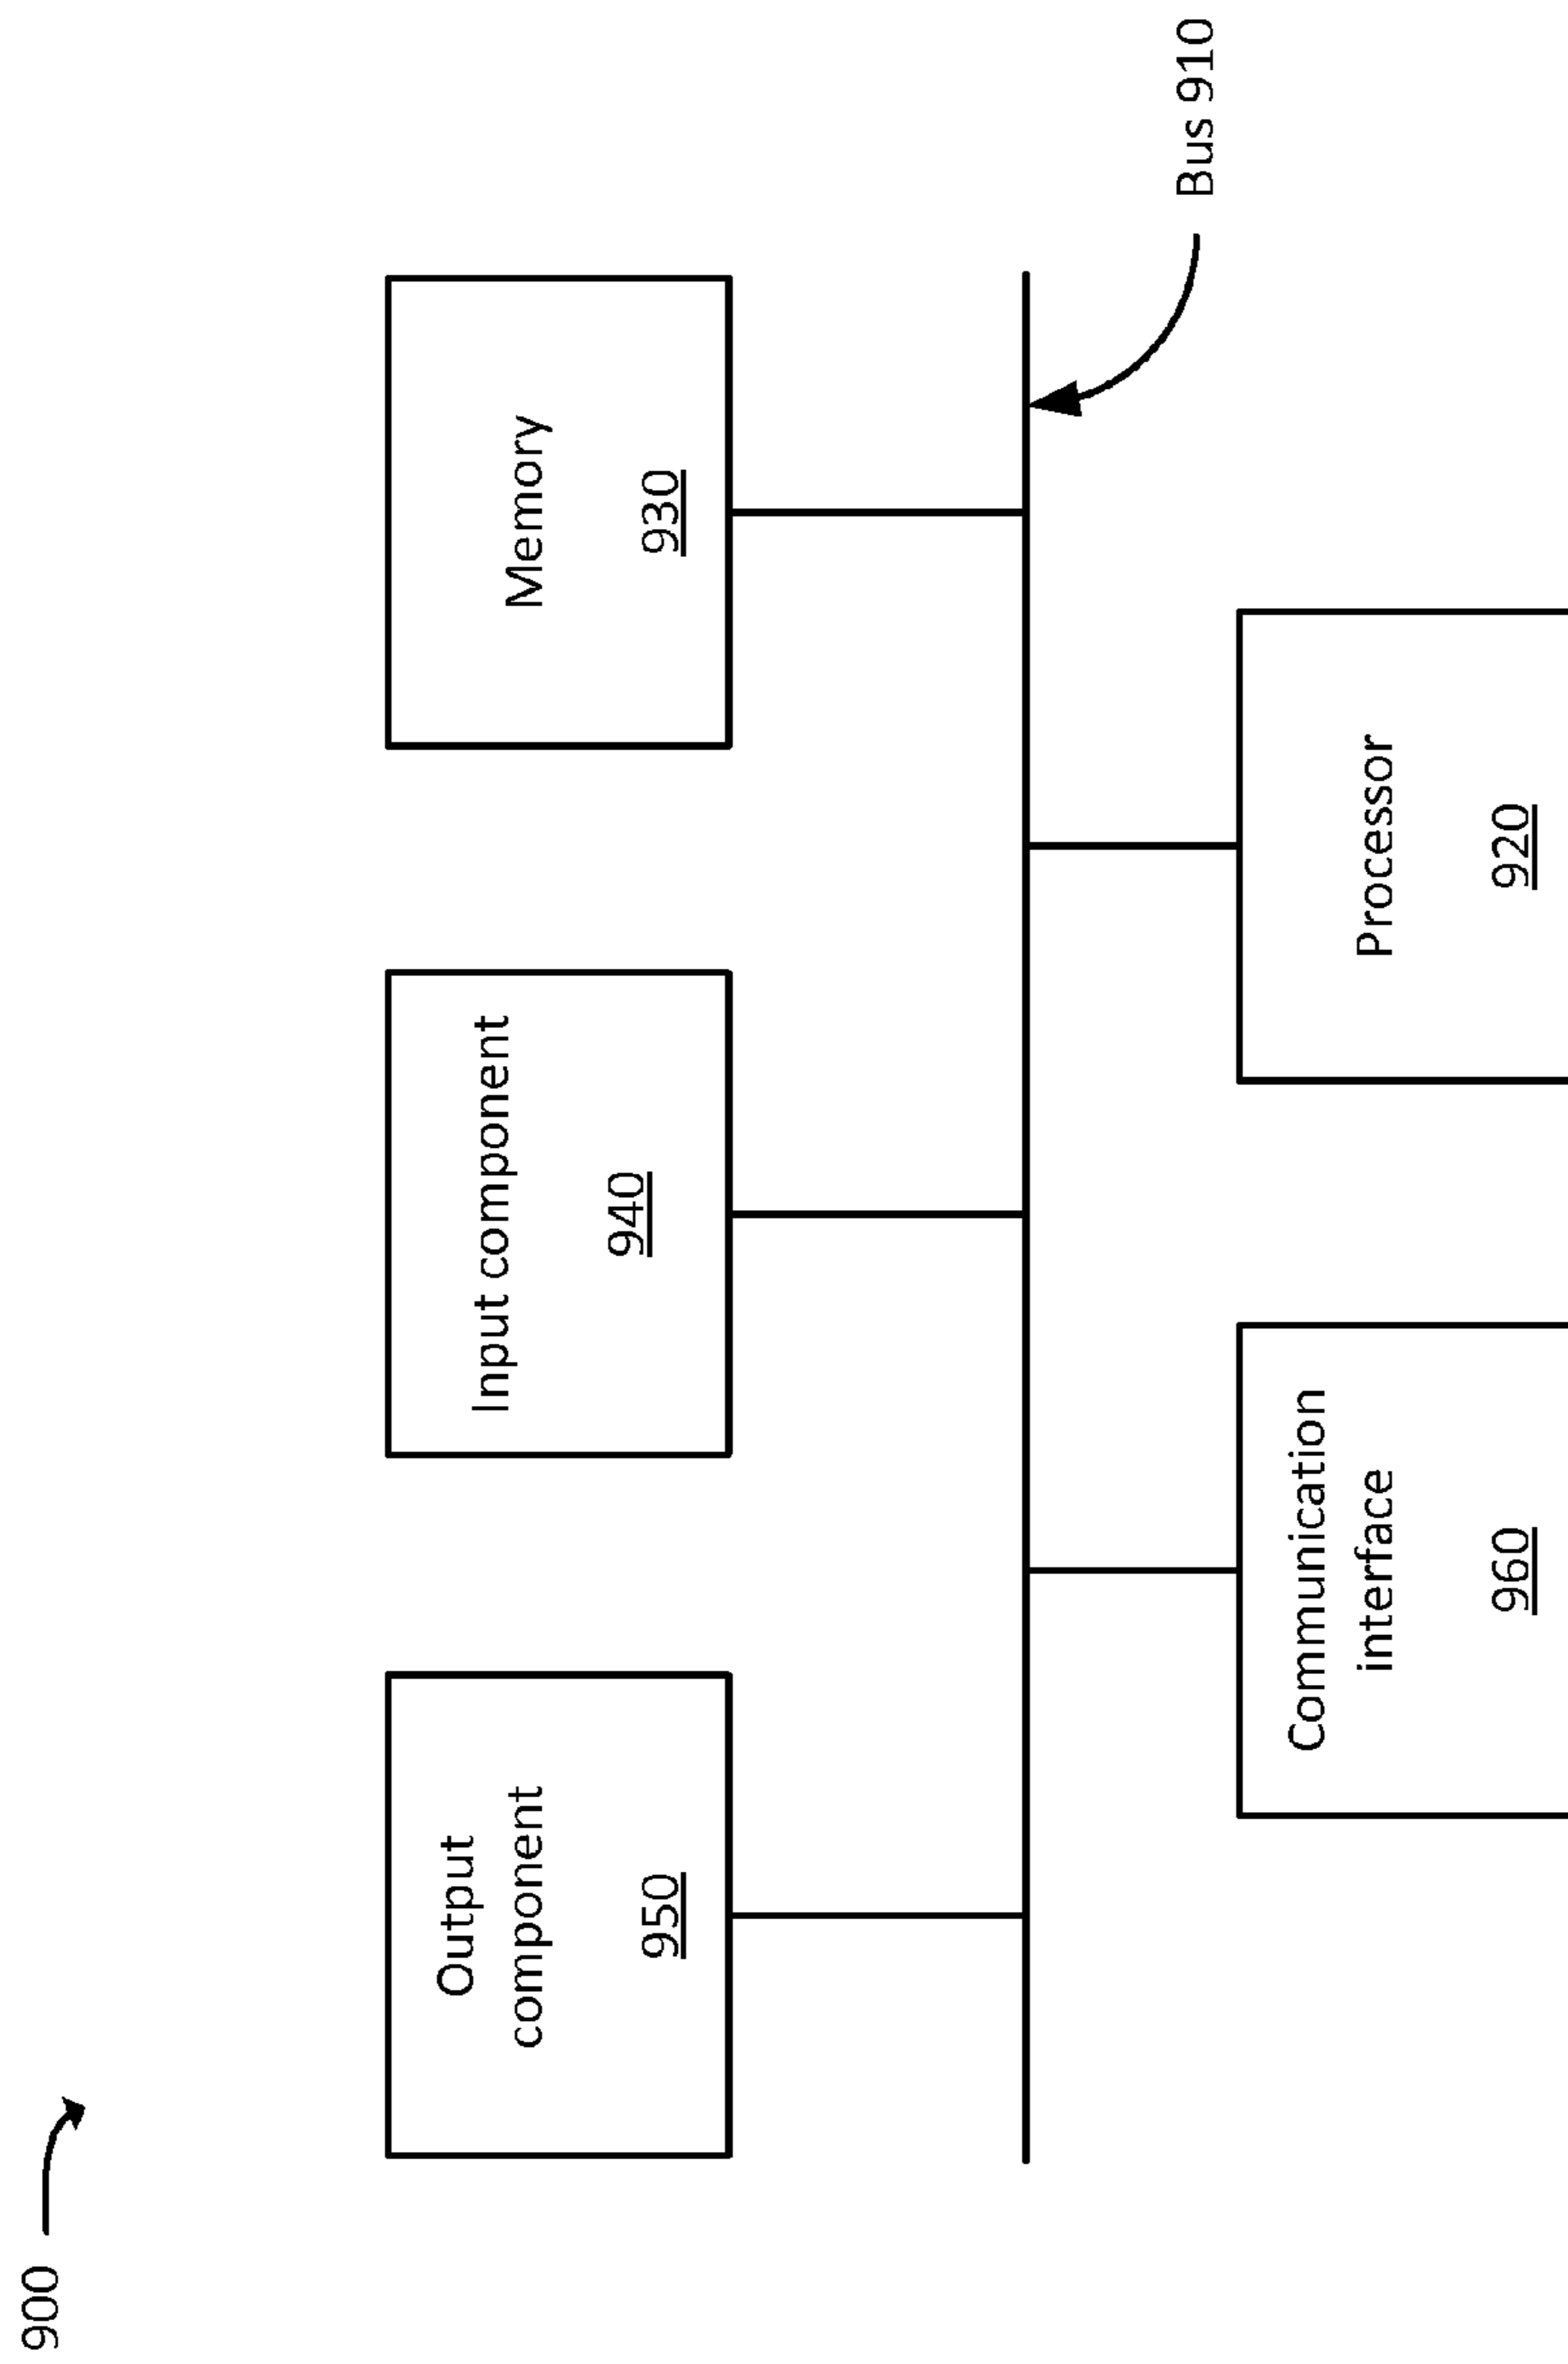 900
Output
component
950
Input component
940
Memory
930
Bus 910
Communication
interface
960
Processor
920